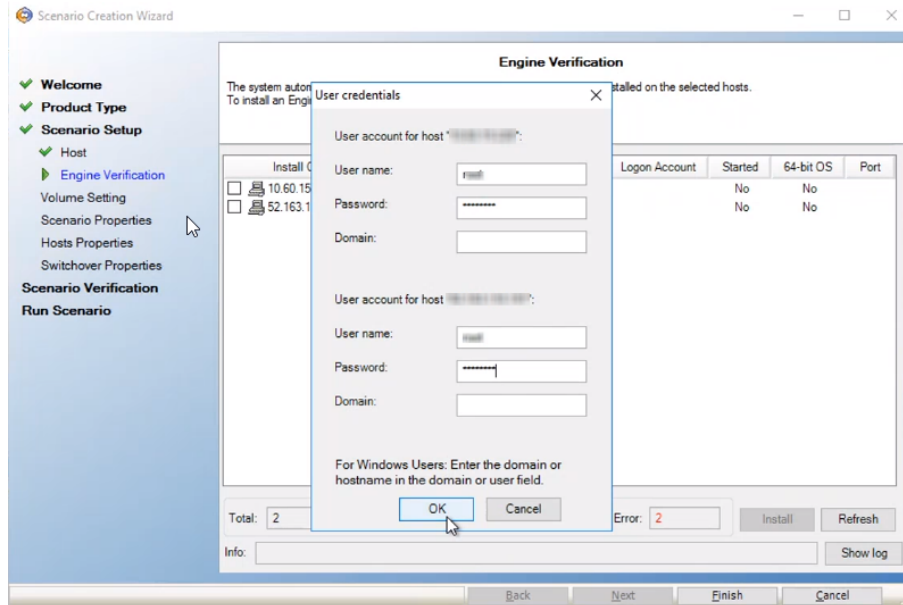 Scenario Creation Wizard
Welcome
Product Type
Scenario Setup
Host
Engine Verification
Volume Setting
Scenario Properties
Hosts Properties
Switchover Properties
Scenario Verification
Run Scenario
Engine Verification
The system autom
stalled on the selected hosts.
To install an Engi
Install
Logon Account
Started
64-bit OS
Port
10.60.15
No
No
52.163.1
No
No
User credentials
User account for host "
":
User name:
Password:
********
Domain:
User account for host
":
User name:
Password:
********
Domain:
For Windows Users: Enter the domain or
hostname in the domain or user field.
OK
Cancel
Total: 2
Error: 2
Install
Refresh
Info:
Show log
Back
Next
Finish
Cancel